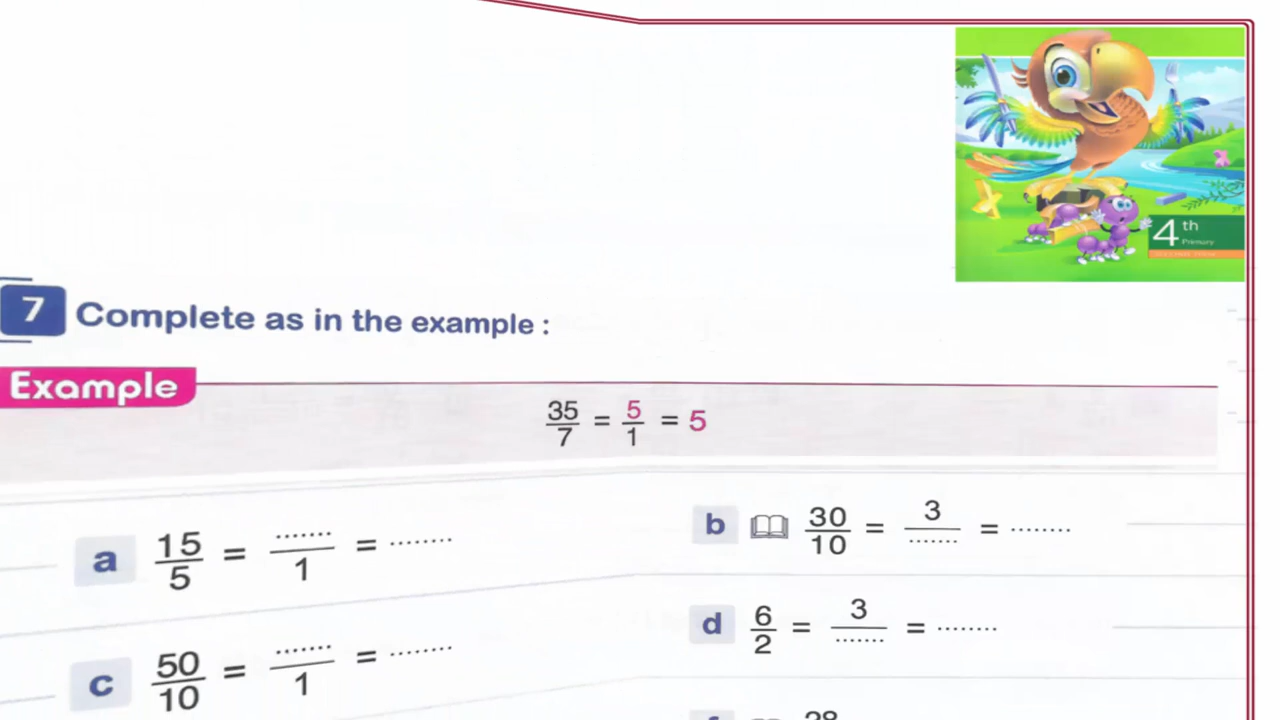 4th
Primary
7 Complete as in the example :
Example
35/7 = 5/1 = 5
a 15/5 = ......./1 = ........
b 30/10 = 3/....... = ........
c 50/10 = ......./1 = ........
d 6/2 = 3/....... = ........